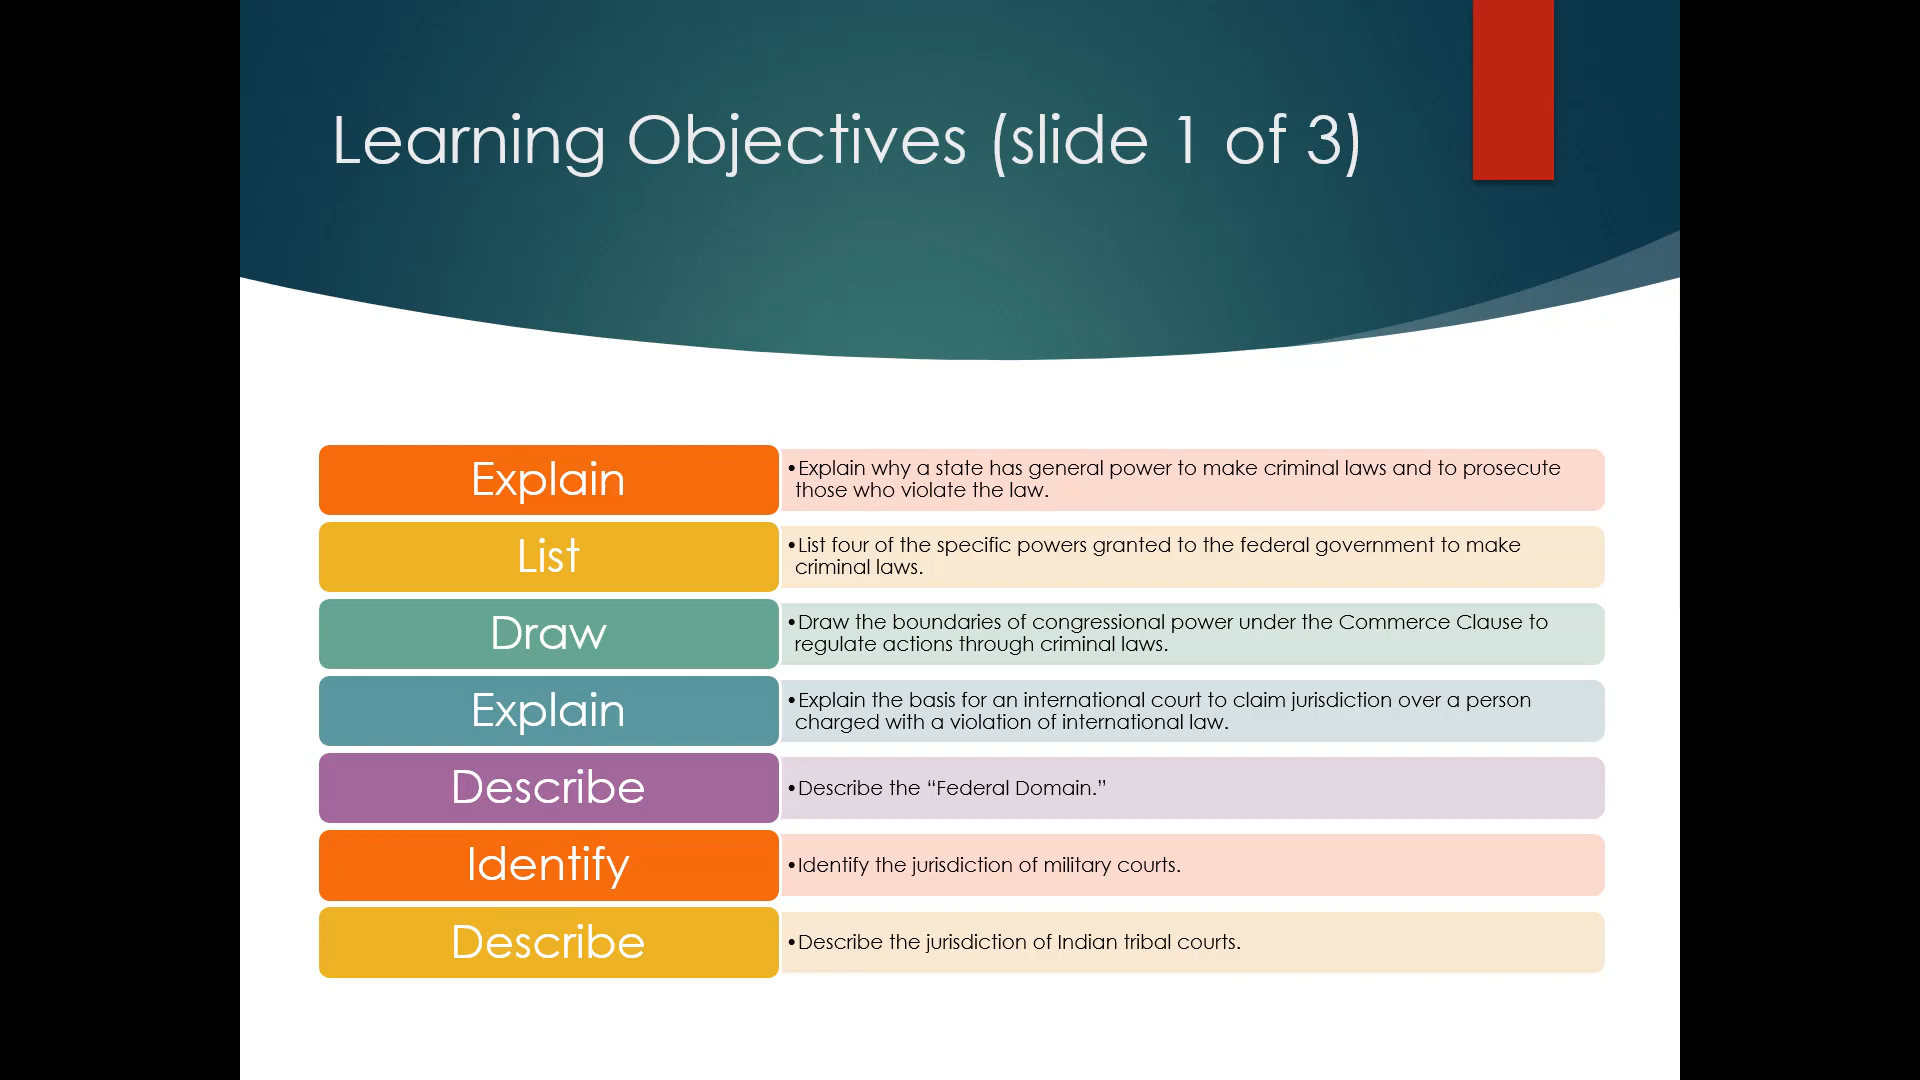 Learning Objectives (slide 1 of 3)
Explain
•Explain why a state has general power to make criminal laws and to prosecute
those who violate the law.
List
•List four of the specific powers granted to the federal government to make
criminal laws.
Draw
•Draw the boundaries of congressional power under the Commerce Clause to
regulate actions through criminal laws.
Explain
•Explain the basis for an international court to claim jurisdiction over a person
charged with a violation of international law.
Describe
•Describe the “Federal Domain.”
Identify
•Identify the jurisdiction of military courts.
Describe
•Describe the jurisdiction of Indian tribal courts.